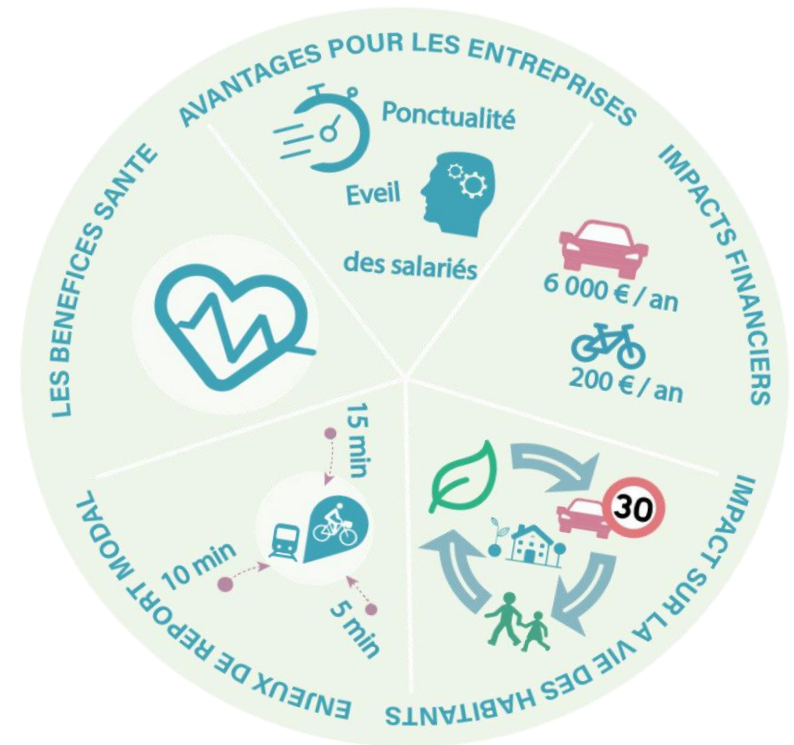 AVANTAGES POUR LES ENTREPRISES
Ponctualité
Eveil
des salariés
IMPACTS FINANCIERS
6 000 € / an
200 € / an
IMPACT SUR LA VIE DES HABITANTS
30
ENJEUX DE REPORT MODAL
15 min
10 min
5 min
LES BENEFICES SANTE